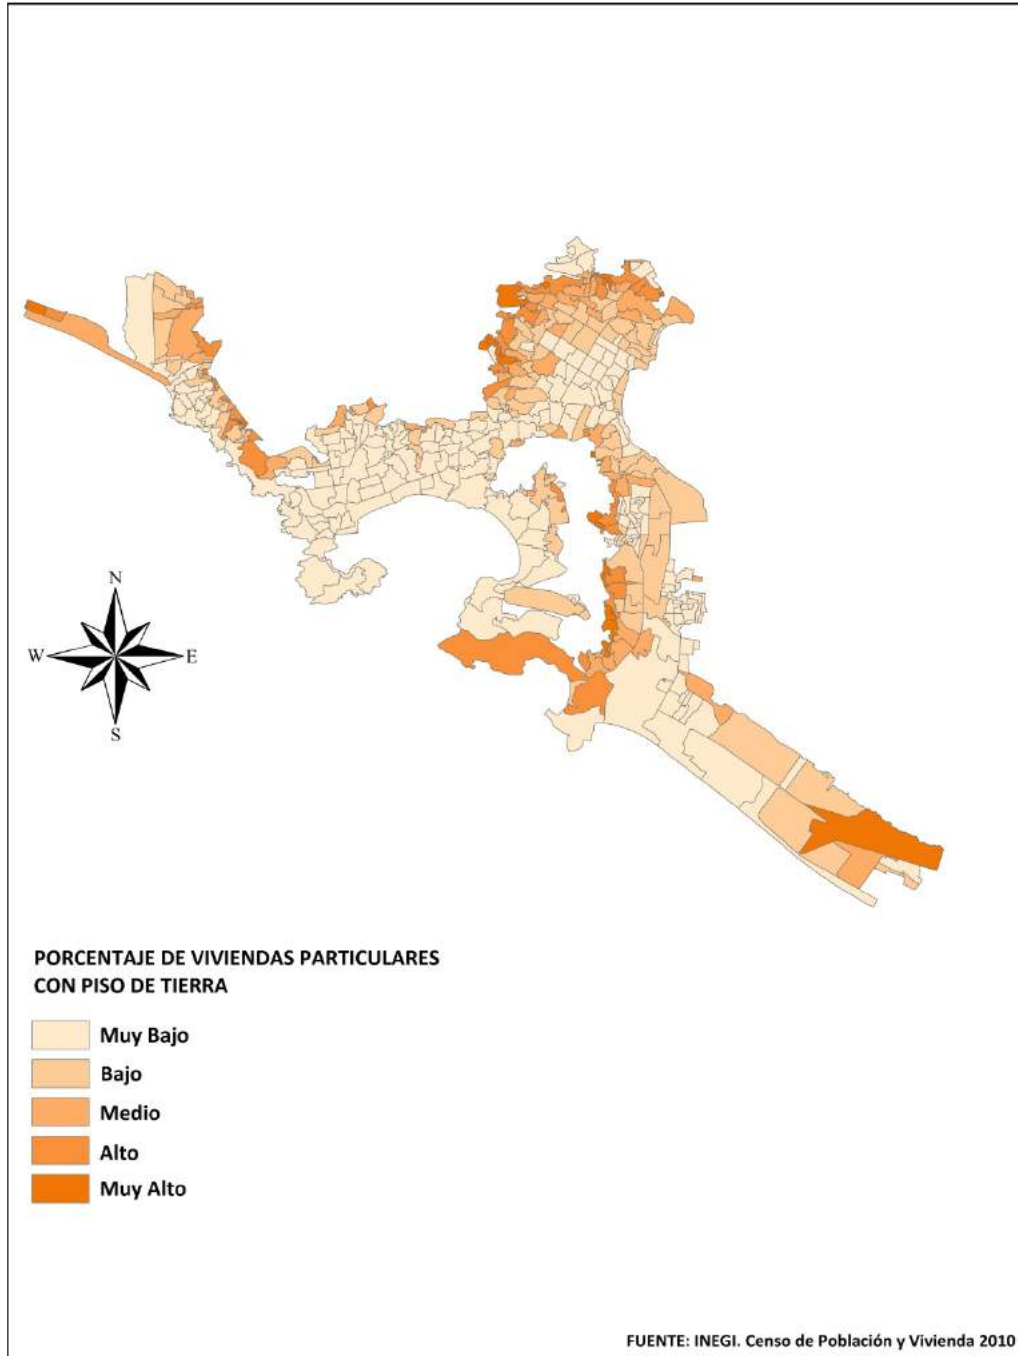 N
W
E
S
PORCENTAJE DE VIVIENDAS PARTICULARES
CON PISO DE TIERRA
Muy Bajo
Bajo
Medio
Alto
Muy Alto
FUENTE: INEGI. Censo de Población y Vivienda 2010